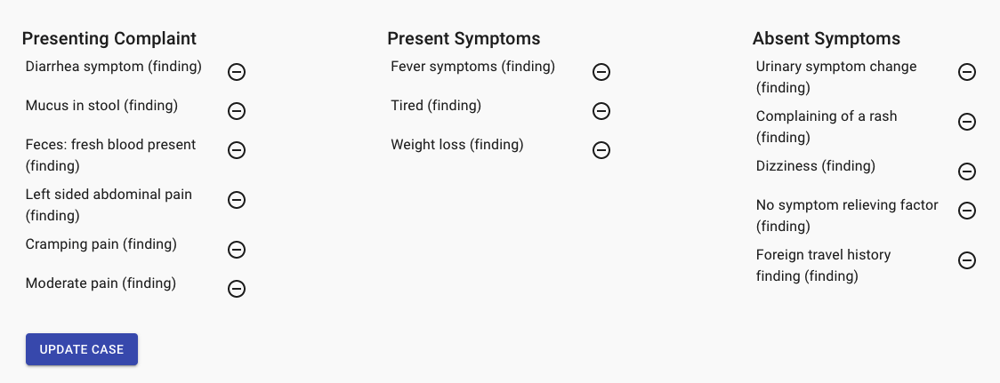 Presenting Complaint
Diarrhea symptom (finding)
Mucus in stool (finding)
Feces: fresh blood present
(finding)
Left sided abdominal pain
(finding)
Cramping pain (finding)
Moderate pain (finding)
Present Symptoms
Fever symptoms (finding)
Tired (finding)
Weight loss (finding)
Absent Symptoms
Urinary symptom change
(finding)
Complaining of a rash
(finding)
Dizziness (finding)
No symptom relieving factor
(finding)
Foreign travel history
finding (finding)
UPDATE CASE